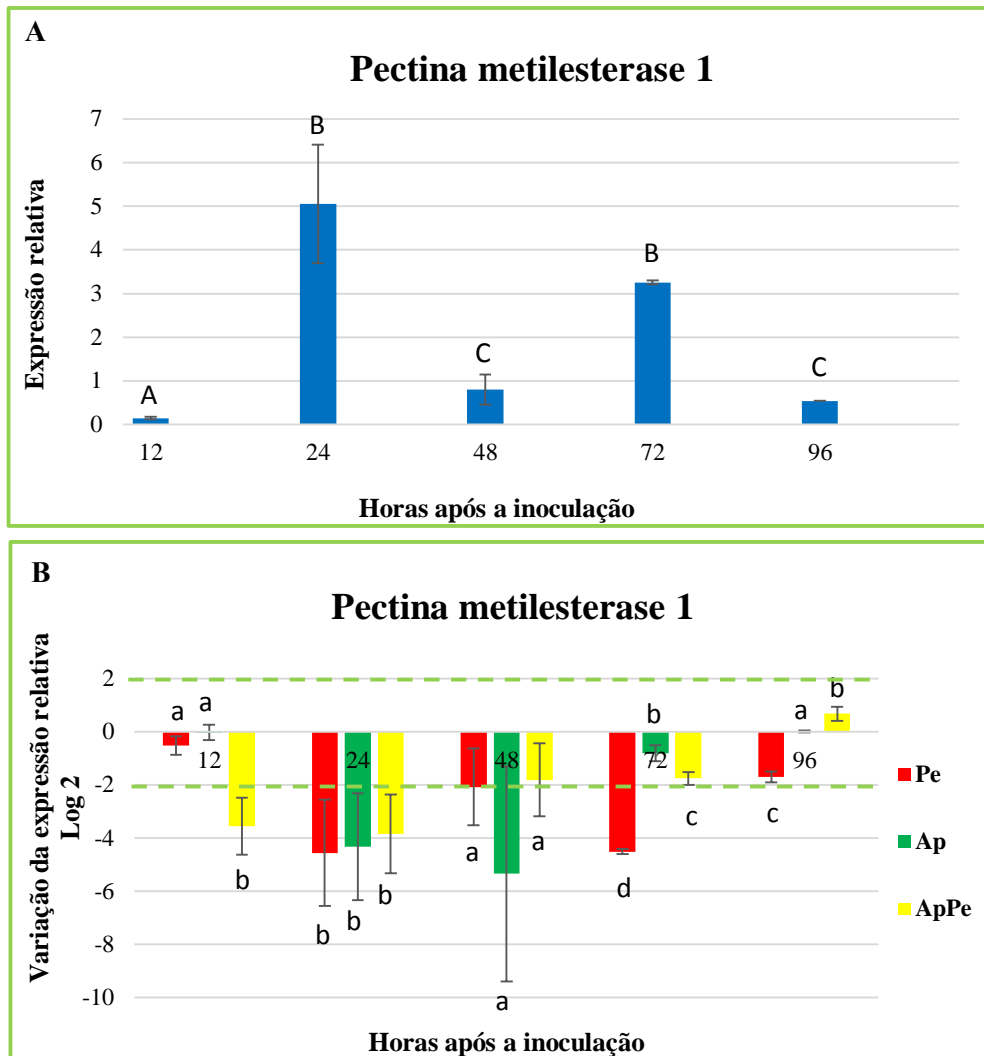 A
Pectina metilesterase 1
Expressão relativa
7
6
5
4
3
2
1
0
A
B
C
B
C
12 24 48 72 96
Horas após a inoculação
B
Pectina metilesterase 1
Variação da expressão relativa
Log 2
2
0
-2
-4
-6
-8
-10
a a b
b b b
a a a
d b c
c a b
12 24 48 72 96
Pe
Ap
ApPe
Horas após a inoculação